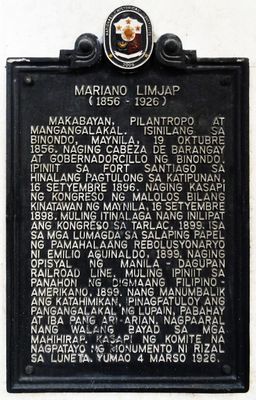 MARIANO LIMJAP
(1856 - 1926)
MAKABAYAN, PILANTROPO AT
MANGANGALAKAL. ISINILANG SA
BINONDO, MAYNILA, 19 OKTUBRE
1856. NAGING CABEZA DE BARANGAY
AT GOBERNADORCILLO NG BINONDO.
IPINIIT SA FORT SANTIAGO SA
HINALANG PAGTULONG SA KATIPUNAN,
16 SETYEMBRE 1896. NAGING KASAPI
NG KONGRESO NG MALOLOS BILANG
KINATAWAN NG MAYNILA, 16 SETYEMBRE
1898. MULING ITINALAGA NANG INILIPAT
ANG KONGRESO SA TARLAC, 1899. ISA
SA MGA LUMAGDA SA SALAPING PAPEL
NG PAMAHALAANG REBOLUSYONARYO
NI EMILIO AGUINALDO, 1899. NAGING
OPISYAL NG MANILA - DAGUPAN
RAILROAD LINE. MULING IPINIIT SA
PANAHON NG DIGMAANG FILIPINO-
AMERIKANO, 1899. NANG MANUMBALIK
ANG KATAHIMIKAN, IPINAGPATULOY ANG
PANGANGALAKAL NG LUPAIN, PABAHAY
AT IBA PANG ARI-ARIAN. NAGPAARAL
NANG WALANG BAYAD SA MGA
MAHIHIRAP. KASAPI NG KOMITE NA
NAGPATAYO NG MONUMENTO NI RIZAL
SA LUNETA. YUMAO 4 MARSO 1926.